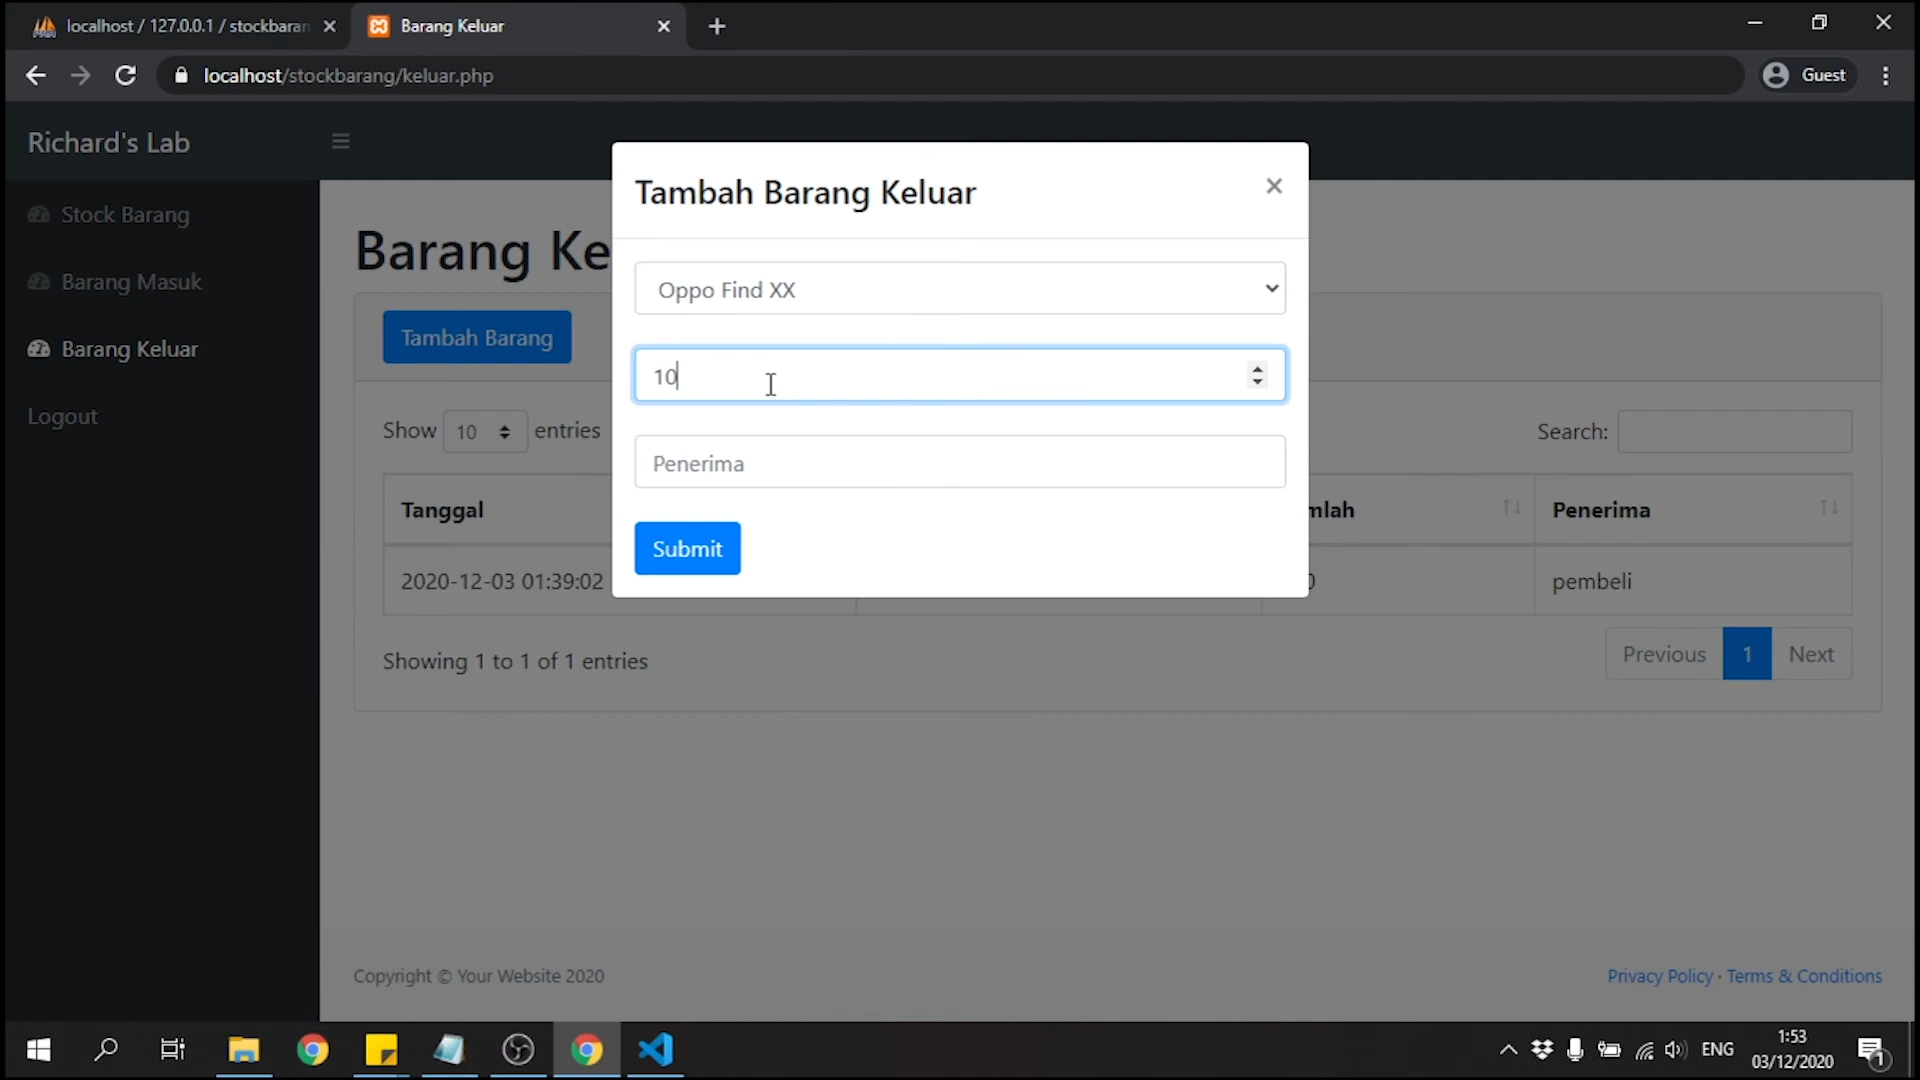 localhost / 127.0.0.1 / stockbaran
Barang Keluar
localhost/stockbarang/keluar.php
Guest
Richard's Lab
Stock Barang
Barang Masuk
Barang Keluar
Logout
Barang Ke
Tambah Barang
Show 10 entries
Search:
Tanggal
mlah
Penerima
2020-12-03 01:39:02
0
pembeli
Showing 1 to 1 of 1 entries
Previous 1 Next
Tambah Barang Keluar
×
Oppo Find XX
10
Penerima
Submit
Copyright © Your Website 2020
Privacy Policy · Terms & Conditions
ENG
1:53
03/12/2020
1